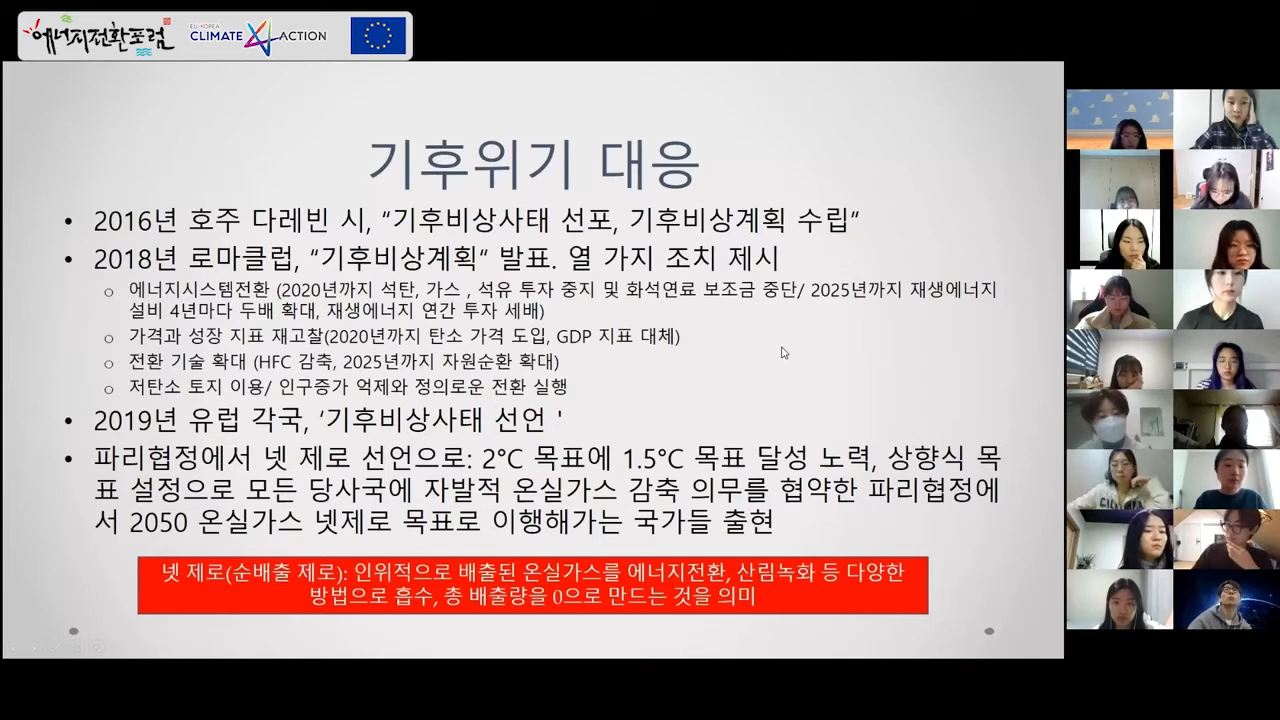 에너지전환포럼
EU-KOREA
CLIMATE ACTION
기후위기 대응
• 2016년 호주 다레빈 시, “기후비상사태 선포, 기후비상계획 수립“
• 2018년 로마클럽, “기후비상계획“ 발표. 열 가지 조치 제시
○ 에너지시스템전환 (2020년까지 석탄, 가스 , 석유 투자 중지 및 화석연료 보조금 중단/ 2025년까지 재생에너지
설비 4년마다 두배 확대, 재생에너지 연간 투자 세배)
○ 가격과 성장 지표 재고찰(2020년까지 탄소 가격 도입, GDP 지표 대체)
○ 전환 기술 확대 (HFC 감축, 2025년까지 자원순환 확대)
○ 저탄소 토지 이용/ 인구증가 억제와 정의로운 전환 실행
• 2019년 유럽 각국, ‘기후비상사태 선언 '
• 파리협정에서 넷 제로 선언으로: 2°C 목표에 1.5°C 목표 달성 노력, 상향식 목
표 설정으로 모든 당사국에 자발적 온실가스 감축 의무를 협약한 파리협정에
서 2050 온실가스 넷제로 목표로 이행해가는 국가들 출현
넷 제로(순배출 제로): 인위적으로 배출된 온실가스를 에너지전환, 산림녹화 등 다양한
방법으로 흡수, 총 배출량을 0으로 만드는 것을 의미